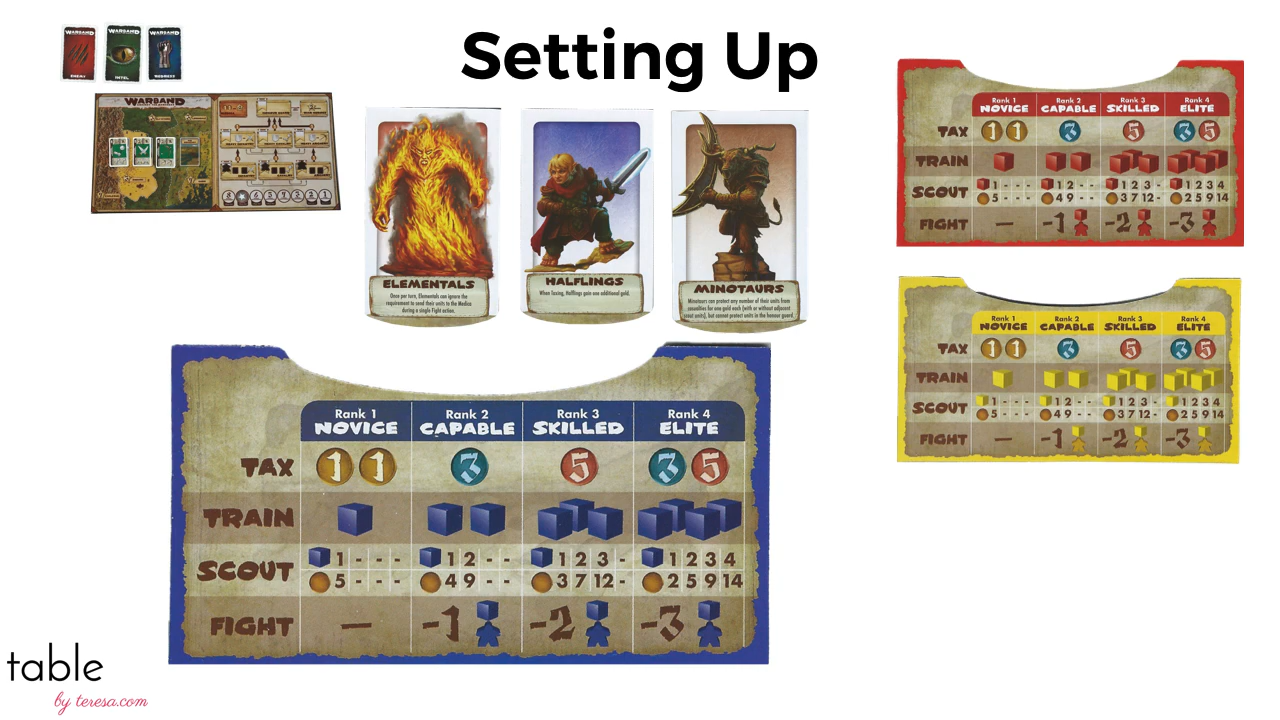 Setting Up
WARBAND
ENEMY
WARBAND
INTEL
WARBAND
WARBAND
ELEMENTALS
Once per turn, Elementals can ignore the
requirement to send their units to the Medica
during a single Fight action.
HALFLINGS
When Taxing, Halflings gain one additional gold.
MINOTAURS
Minotaurs can protect any number of their units from
casualties for one gold each (with or without adjacent
units), but cannot protect units in the honour guard.
Rank 1 Rank 2 Rank 3 Rank 4
NOVICE CAPABLE SKILLED ELITE
TAX 1 1 3 5 3 5
TRAIN
SCOUT 1 - - - 1 2 - - 1 2 3 - 1 2 3 4
5 - - - 4 9 - - 3 7 12 - 2 5 9 14
FIGHT — -1 -2 -3
Rank 1 Rank 2 Rank 3 Rank 4
NOVICE CAPABLE SKILLED ELITE
TAX 1 1 3 5 3 5
TRAIN
SCOUT 1 - - - 1 2 - - 1 2 3 - 1 2 3 4
5 - - - 4 9 - - 3 7 12 - 2 5 9 14
FIGHT — -1 -2 -3
Rank 1 Rank 2 Rank 3 Rank 4
NOVICE CAPABLE SKILLED ELITE
TAX 1 1 3 5 3 5
TRAIN
SCOUT 1 - - - 1 2 - - 1 2 3 - 1 2 3 4
5 - - - 4 9 - - 3 7 12 - 2 5 9 14
FIGHT — -1 -2 -3
table
by teresa.com